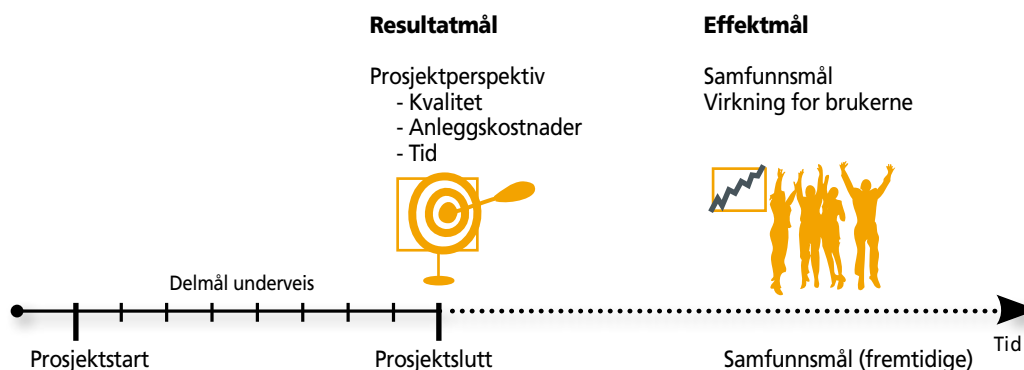 Resultatmål
Prosjektperspektiv
- Kvalitet
- Anleggskostnader
- Tid
Effektmål
Samfunnsmål
Virkning for brukerne
Delmål underveis
Prosjektstart
Prosjektslutt
Samfunnsmål (fremtidige)
Tid